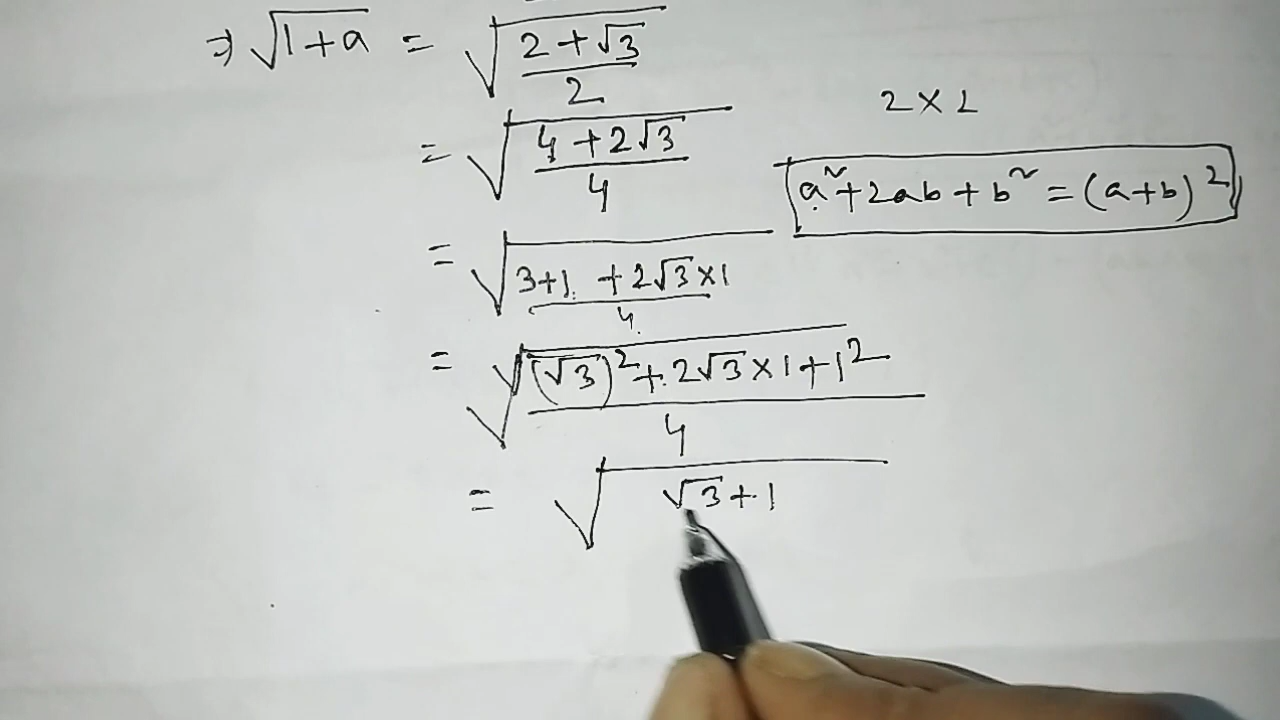 ⇒ √(1+a) = √((2+√3)/2)
2 × 2
= √((4+2√3)/4)
a² + 2ab + b² = (a+b)²
= √((3+1 + 2√3×1)/4)
= √(((√3)² + 2√3×1 + 1²)/4)
= √(√3+1